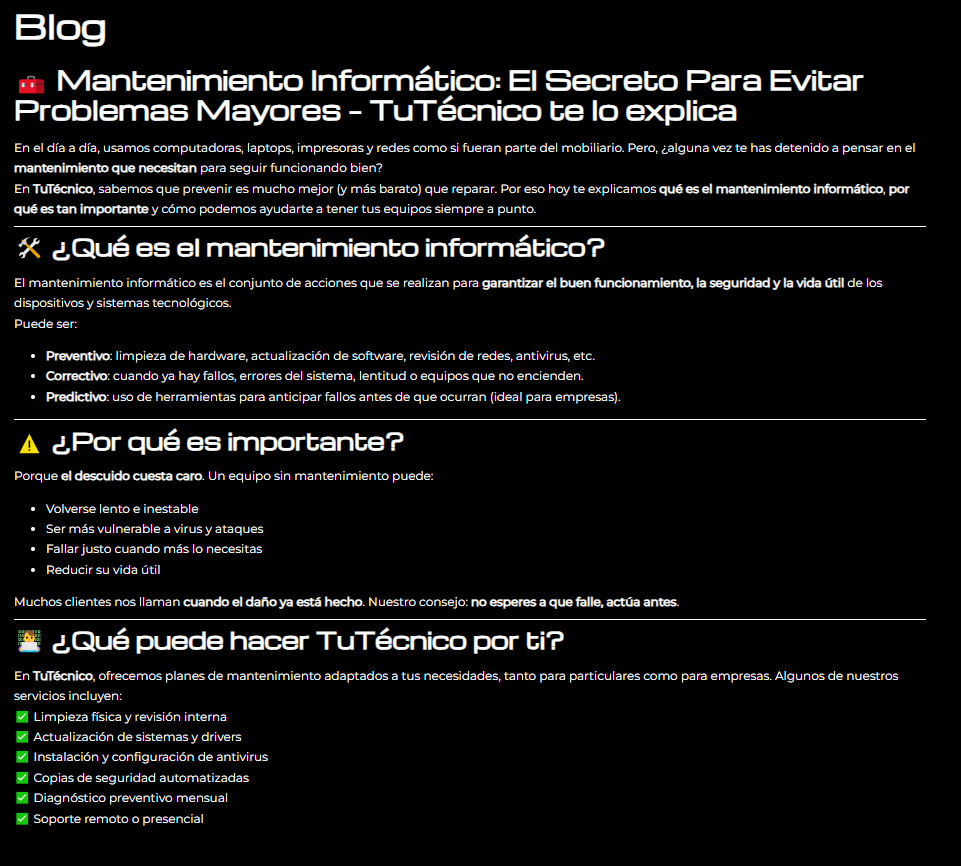 Blog
🧰 Mantenimiento Informático: El Secreto Para Evitar
Problemas Mayores – TuTécnico te lo explica
En el día a día, usamos computadoras, laptops, impresoras y redes como si fueran parte del mobiliario. Pero, ¿alguna vez te has detenido a pensar en el
mantenimiento que necesitan para seguir funcionando bien?
En TuTécnico, sabemos que prevenir es mucho mejor (y más barato) que reparar. Por eso hoy te explicamos qué es el mantenimiento informático, por
qué es tan importante y cómo podemos ayudarte a tener tus equipos siempre a punto.
🛠️ ¿Qué es el mantenimiento informático?
El mantenimiento informático es el conjunto de acciones que se realizan para garantizar el buen funcionamiento, la seguridad y la vida útil de los
dispositivos y sistemas tecnológicos.
Puede ser:
• Preventivo: limpieza de hardware, actualización de software, revisión de redes, antivirus, etc.
• Correctivo: cuando ya hay fallos, errores del sistema, lentitud o equipos que no encienden.
• Predictivo: uso de herramientas para anticipar fallos antes de que ocurran (ideal para empresas).
⚠️ ¿Por qué es importante?
Porque el descuido cuesta caro. Un equipo sin mantenimiento puede:
• Volverse lento e inestable
• Ser más vulnerable a virus y ataques
• Fallar justo cuando más lo necesitas
• Reducir su vida útil
Muchos clientes nos llaman cuando el daño ya está hecho. Nuestro consejo: no esperes a que falle, actúa antes.
👨‍💻 ¿Qué puede hacer TuTécnico por ti?
En TuTécnico, ofrecemos planes de mantenimiento adaptados a tus necesidades, tanto para particulares como para empresas. Algunos de nuestros
servicios incluyen:
✅ Limpieza física y revisión interna
✅ Actualización de sistemas y drivers
✅ Instalación y configuración de antivirus
✅ Copias de seguridad automatizadas
✅ Diagnóstico preventivo mensual
✅ Soporte remoto o presencial